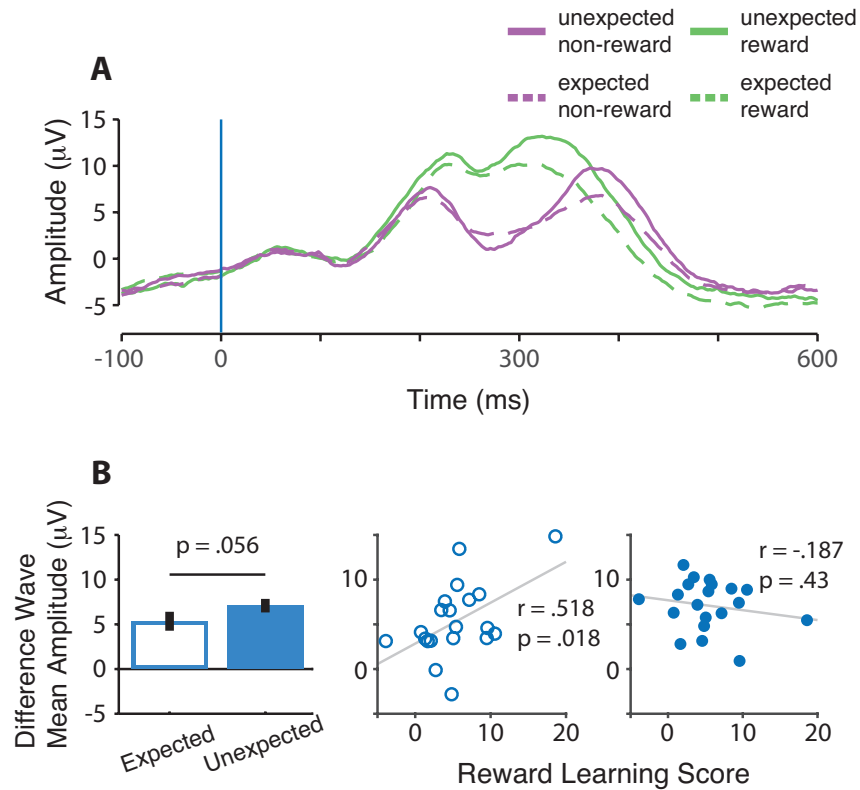 unexpected
non-reward
unexpected
reward
expected
non-reward
expected
reward
A
Amplitude (μV)
15
10
5
0
-5
-100
0
300
600
Time (ms)
B
Difference Wave
Mean Amplitude (μV)
15
10
5
0
-5
p = .056
Expected
Unexpected
10
0
r = .518
p = .018
0
10
20
10
0
r = -.187
p = .43
0
10
20
Reward Learning Score